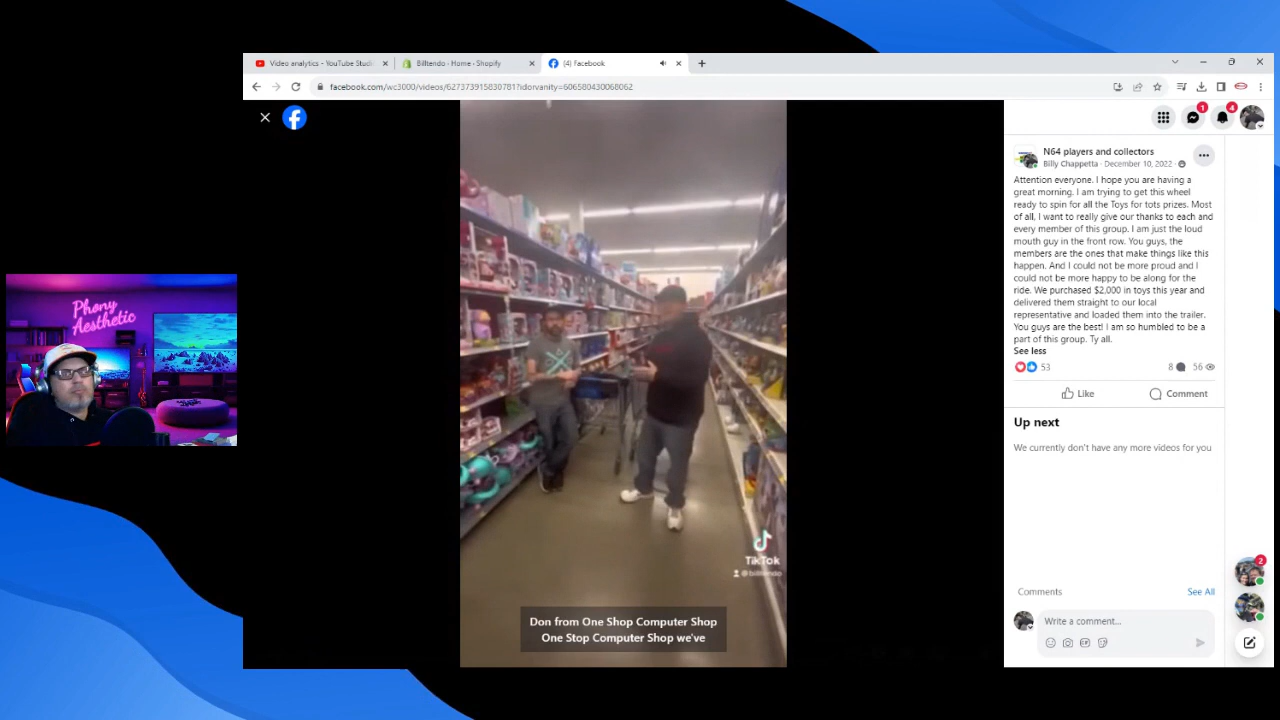 Video analytics - YouTube Studi
Billtendo · Home · Shopify
(4) Facebook
facebook.com/wc3000/videos/627373915830781?idorvanity=606580430068062
1
4
N64 players and collectors
Billy Chappetta · December 10, 2022 ·
Attention everyone. I hope you are having a
great morning. I am trying to get this wheel
ready to spin for all the Toys for tots prizes. Most
of all, I want to really give our thanks to each and
every member of this group. I am just the loud
mouth guy in the front row. You guys, the
members are the ones that make things like this
happen. And I could not be more proud and I
could not be more happy to be along for the
ride. We purchased $2,000 in toys this year and
delivered them straight to our local
representative and loaded them into the trailer.
You guys are the best! I am so humbled to be a
part of this group. Ty all.
See less
53
8
56
Like
Comment
Up next
We currently don't have any more videos for you
Phony
Aesthetic
TikTok
@billtendo
Don from One Shop Computer Shop
One Stop Computer Shop we've
2
Comments
See All
Write a comment...